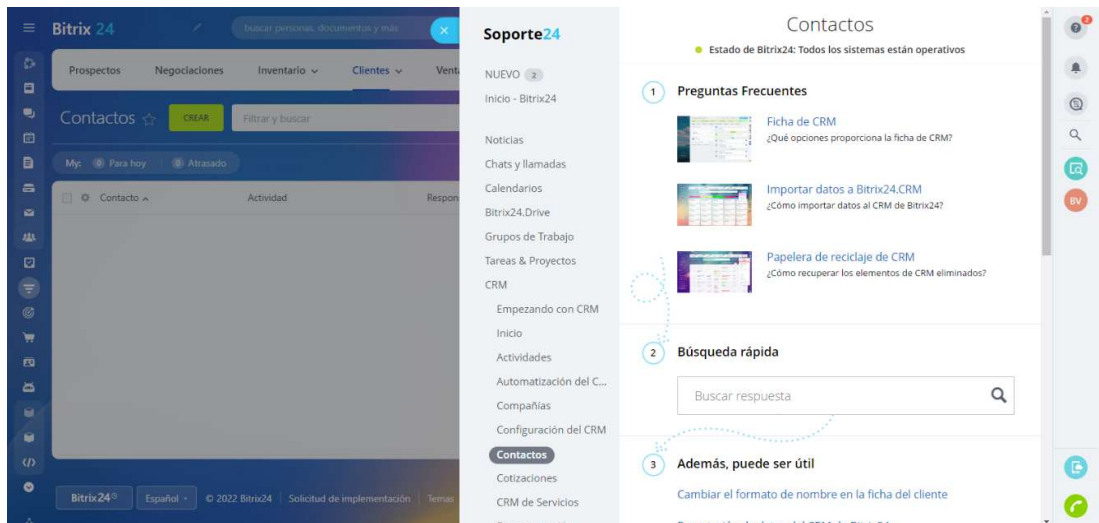 Bitrix 24
buscar personas, documentos y más
Prospectos
Negociaciones
Inventario
Clientes
Contactos
CREAR
Filtrar y buscar
My:
0 Para hoy
0 Atrasado
Contacto
Actividad
Bitrix24
Español
© 2022 Bitrix24
Solicitud de implementación
Temas
Soporte24
NUEVO 2
Inicio - Bitrix24
Noticias
Chats y llamadas
Calendarios
Bitrix24.Drive
Grupos de Trabajo
Tareas & Proyectos
CRM
Empezando con CRM
Inicio
Actividades
Automatización del C...
Compañías
Configuración del CRM
Contactos
Cotizaciones
CRM de Servicios
Contactos
Estado de Bitrix24: Todos los sistemas están operativos
1 Preguntas Frecuentes
Ficha de CRM
¿Qué opciones proporciona la ficha de CRM?
Importar datos a Bitrix24.CRM
¿Cómo importar datos al CRM de Bitrix24?
Papelera de reciclaje de CRM
¿Cómo recuperar los elementos de CRM eliminados?
2 Búsqueda rápida
Buscar respuesta
3 Además, puede ser útil
Cambiar el formato de nombre en la ficha del cliente
2
BV